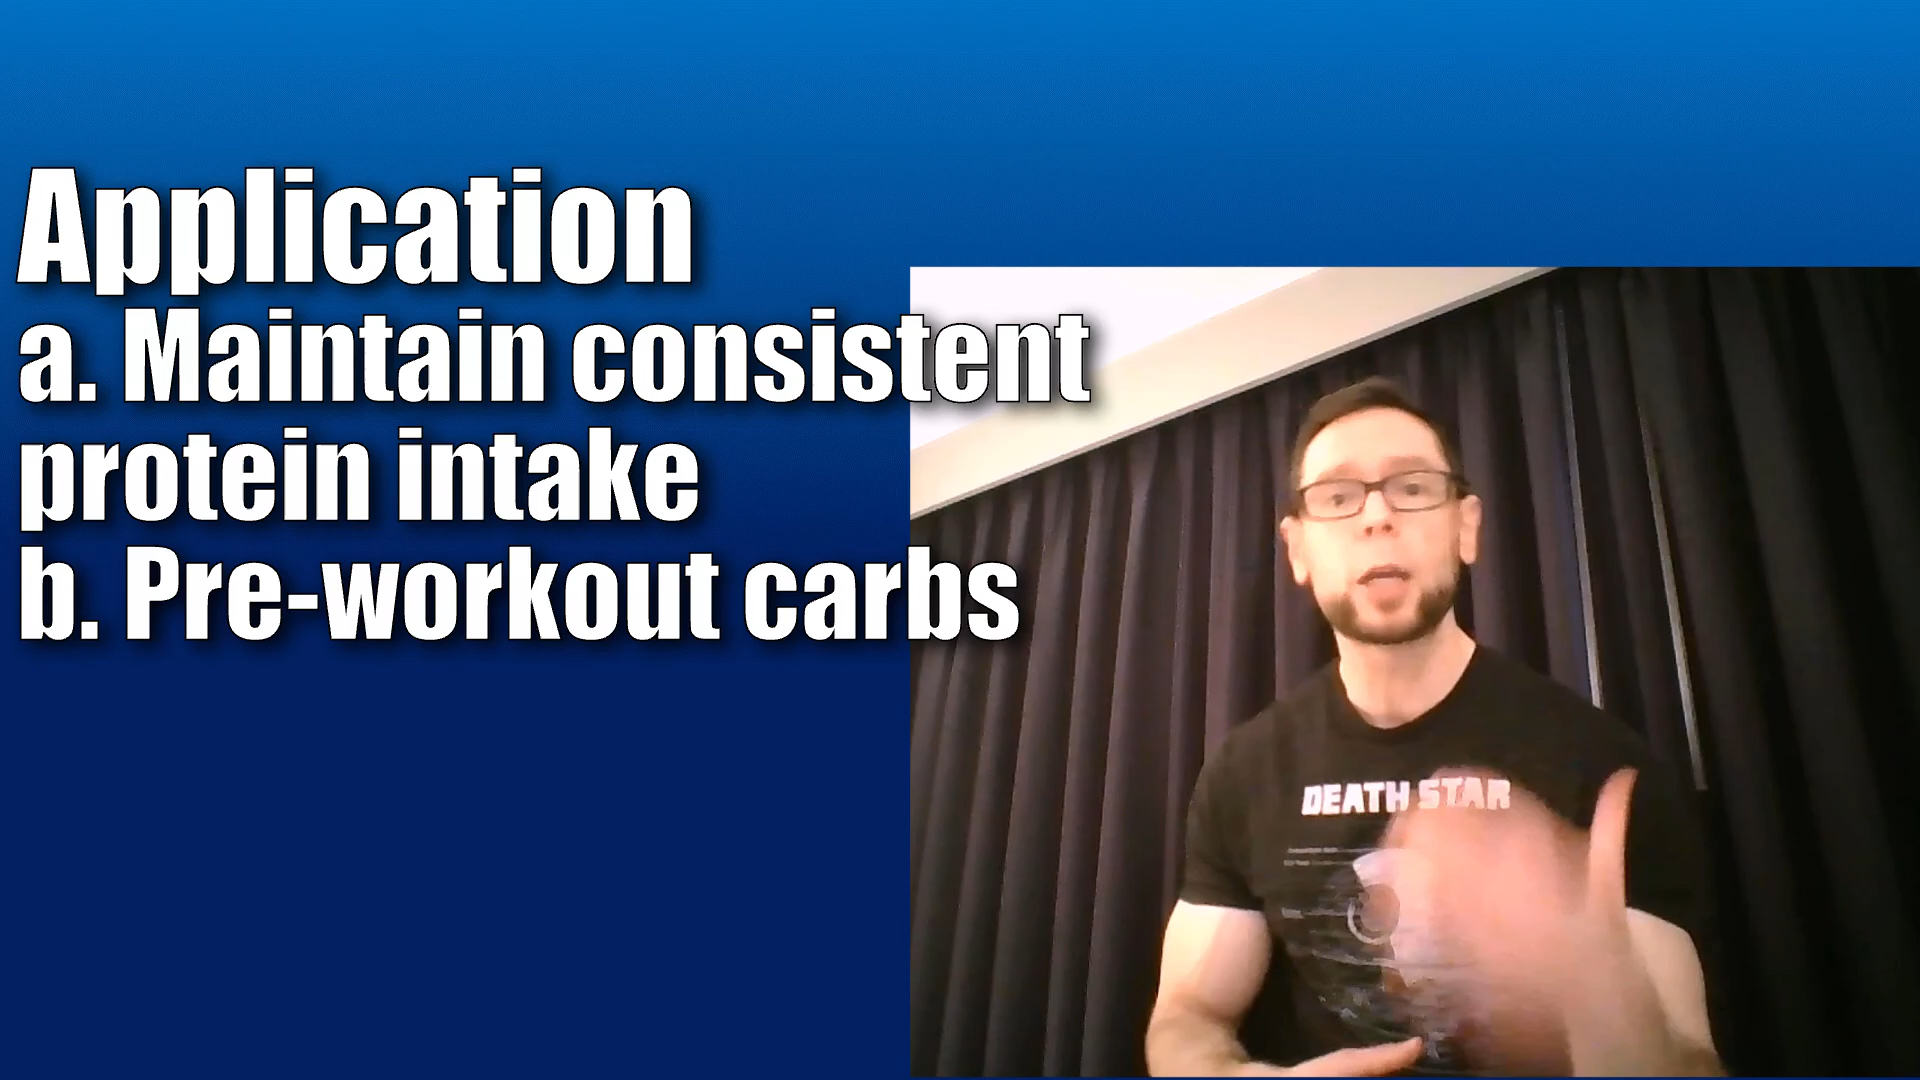 Application
a. Maintain consistent
protein intake
b. Pre-workout carbs
DEATH STAR